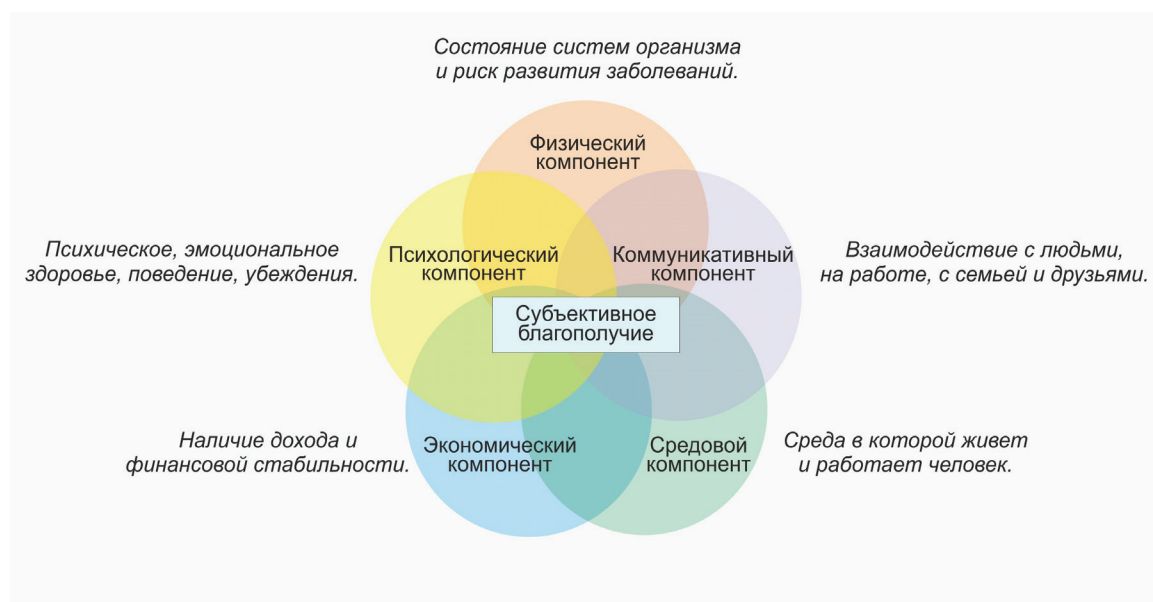 Состояние систем организма
и риск развития заболеваний.
Физический
компонент
Психическое, эмоциональное
здоровье, поведение, убеждения.
Психологический
компонент
Коммуникативный
компонент
Взаимодействие с людьми,
на работе, с семьей и друзьями.
Субъективное
благополучие
Наличие дохода и
финансовой стабильности.
Экономический
компонент
Средовой
компонент
Среда в которой живет
и работает человек.